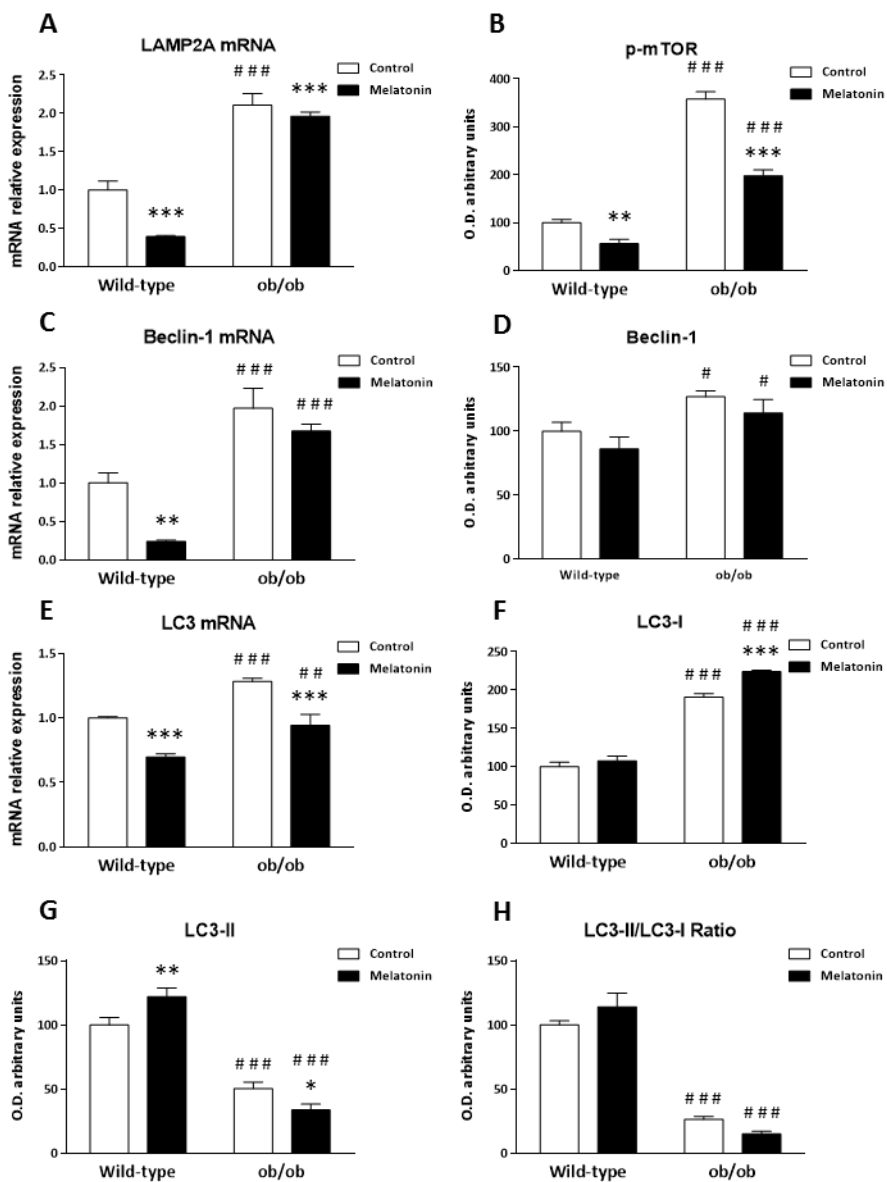 A
LAMP2A mRNA
Control
Melatonin
mRNA relative expression
2.5
2.0
1.5
1.0
0.5
0.0
***
# # #
***
Wild-type
ob/ob
B
p-mTOR
Control
Melatonin
O.D. arbitrary units
400
300
200
100
0
**
# # #
# # #
***
Wild-type
ob/ob
C
Beclin-1 mRNA
Control
Melatonin
mRNA relative expression
2.5
2.0
1.5
1.0
0.5
0.0
**
# # #
# # #
Wild-type
ob/ob
D
Beclin-1
Control
Melatonin
O.D. arbitrary units
150
100
50
0
#
#
Wild-type
ob/ob
E
LC3 mRNA
Control
Melatonin
mRNA relative expression
1.5
1.0
0.5
0.0
***
# # #
# #
***
Wild-type
ob/ob
F
LC3-I
Control
Melatonin
O.D. arbitrary units
250
200
150
100
50
0
# # #
# # #
***
Wild-type
ob/ob
G
LC3-II
Control
Melatonin
O.D. arbitrary units
150
100
50
0
**
# # #
# # #
*
Wild-type
ob/ob
H
LC3-II/LC3-I Ratio
Control
Melatonin
O.D. arbitrary units
150
100
50
0
# # #
# # #
Wild-type
ob/ob